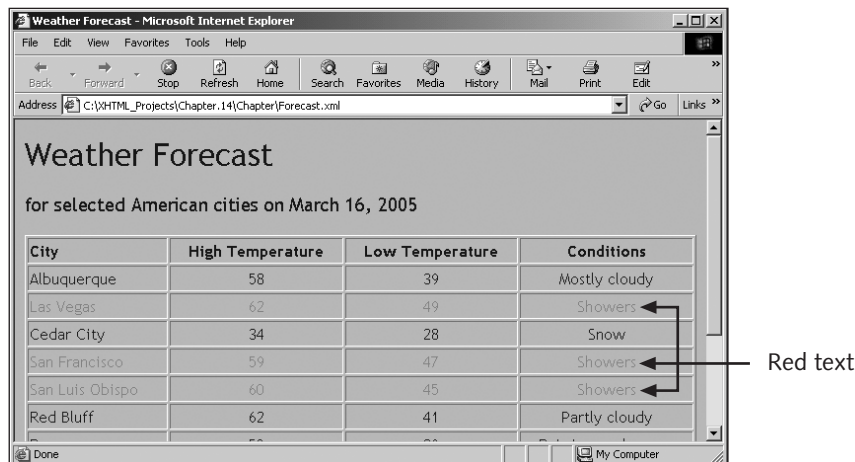 Weather Forecast - Microsoft Internet Explorer
File Edit View Favorites Tools Help
Back Forward Stop Refresh Home Search Favorites Media History Mail Print Edit »
Address C:\XHTML_Projects\Chapter.14\Chapter\Forecast.xml Go Links »
Weather Forecast
for selected American cities on March 16, 2005
City High Temperature Low Temperature Conditions
Albuquerque 58 39 Mostly cloudy
Las Vegas 62 49 Showers
Cedar City 34 28 Snow
San Francisco 59 47 Showers
Red text
San Luis Obispo 60 45 Showers
Red Bluff 62 41 Partly cloudy
Done My Computer